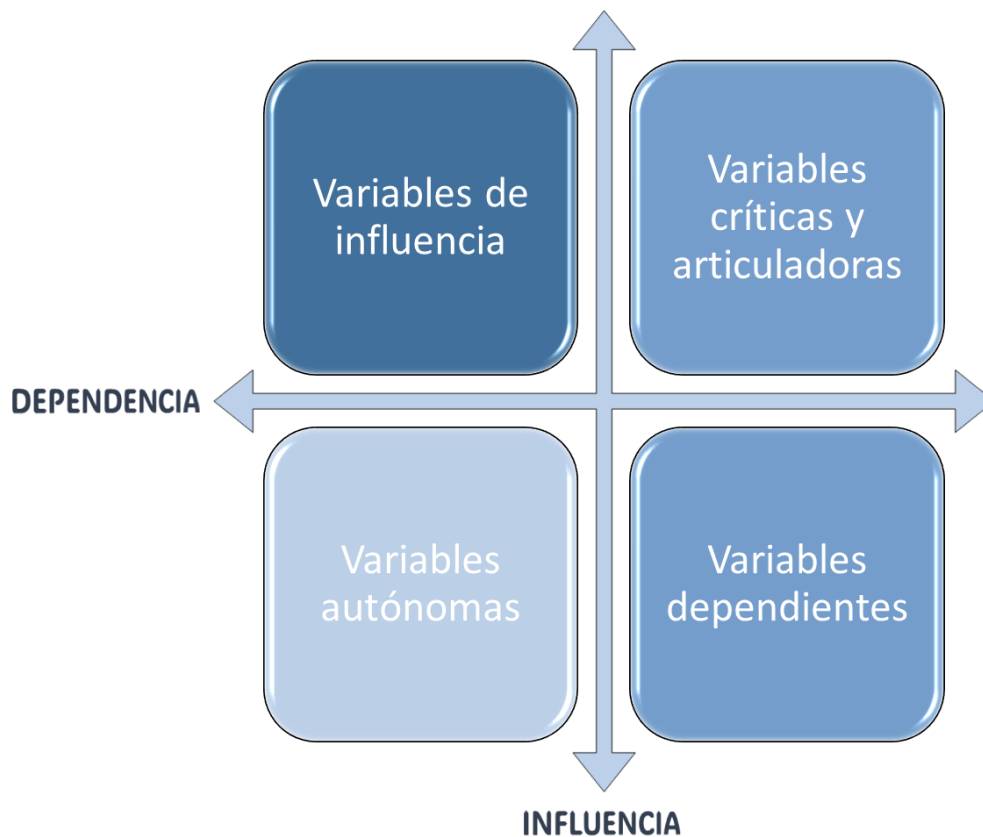 Variables de
influencia
Variables
críticas y
articuladoras
DEPENDENCIA
Variables
autónomas
Variables
dependientes
INFLUENCIA